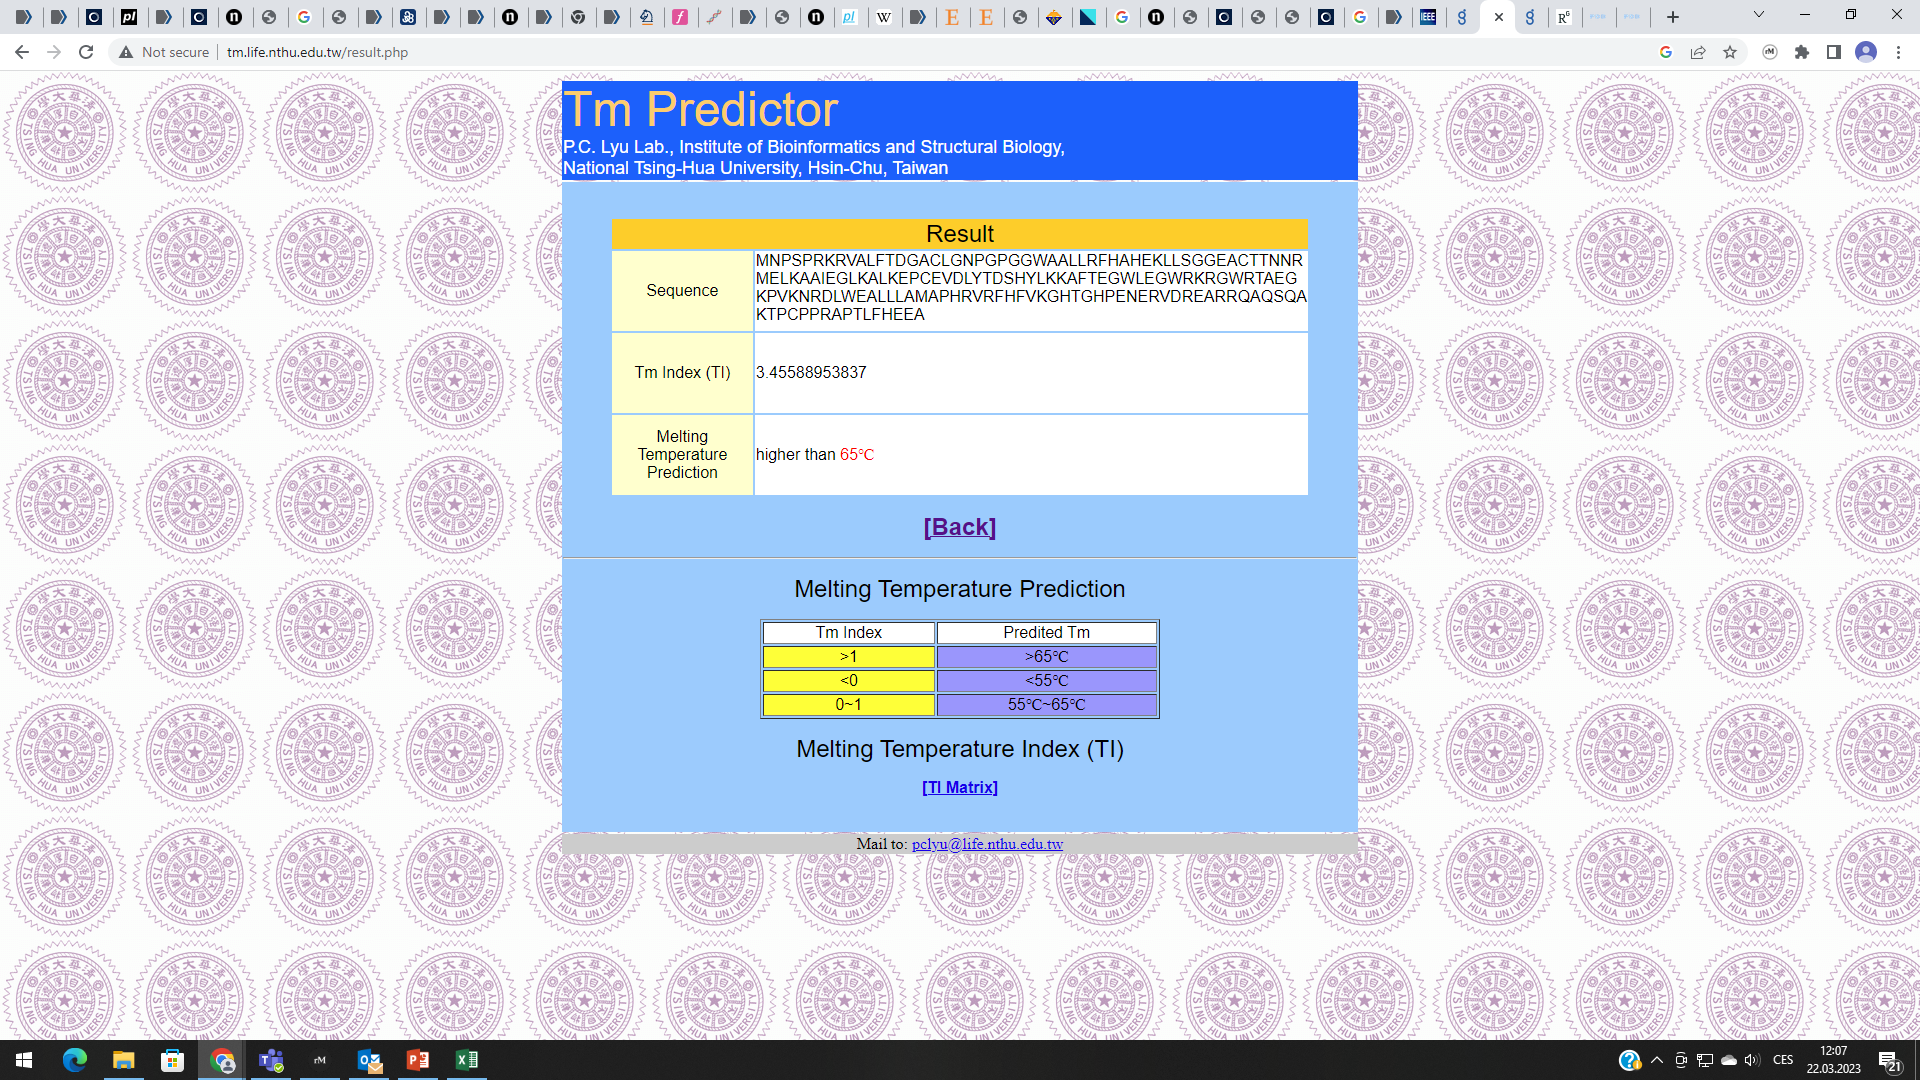 Not secure
tm.life.nthu.edu.tw/result.php
Tm Predictor
P.C. Lyu Lab., Institute of Bioinformatics and Structural Biology,
National Tsing-Hua University, Hsin-Chu, Taiwan
Result
Sequence
MNPSPRKRVALFTDGACLGNPGPGGWAALLRFHAHEKLLSGGEACTTNNR
MELKAAIEGLKALKEPCEVDLYTDSHYLKKAFTEGWLEGWRKRGWRTAEG
KPVKNRDLWEALLLAMAPHRVRFHFVKGHTGHPENERVDREARRQAQSQA
KTPCPPRAPTLFHEEA
Tm Index (TI)
3.45588953837
Melting
Temperature
Prediction
higher than 65℃
[Back]
Melting Temperature Prediction
Tm Index Predited Tm
>1 >65℃
<0 <55℃
0~1 55℃~65℃
Melting Temperature Index (TI)
[TI Matrix]
Mail to: pclyu@life.nthu.edu.tw
CES
12:07
22.03.2023
21